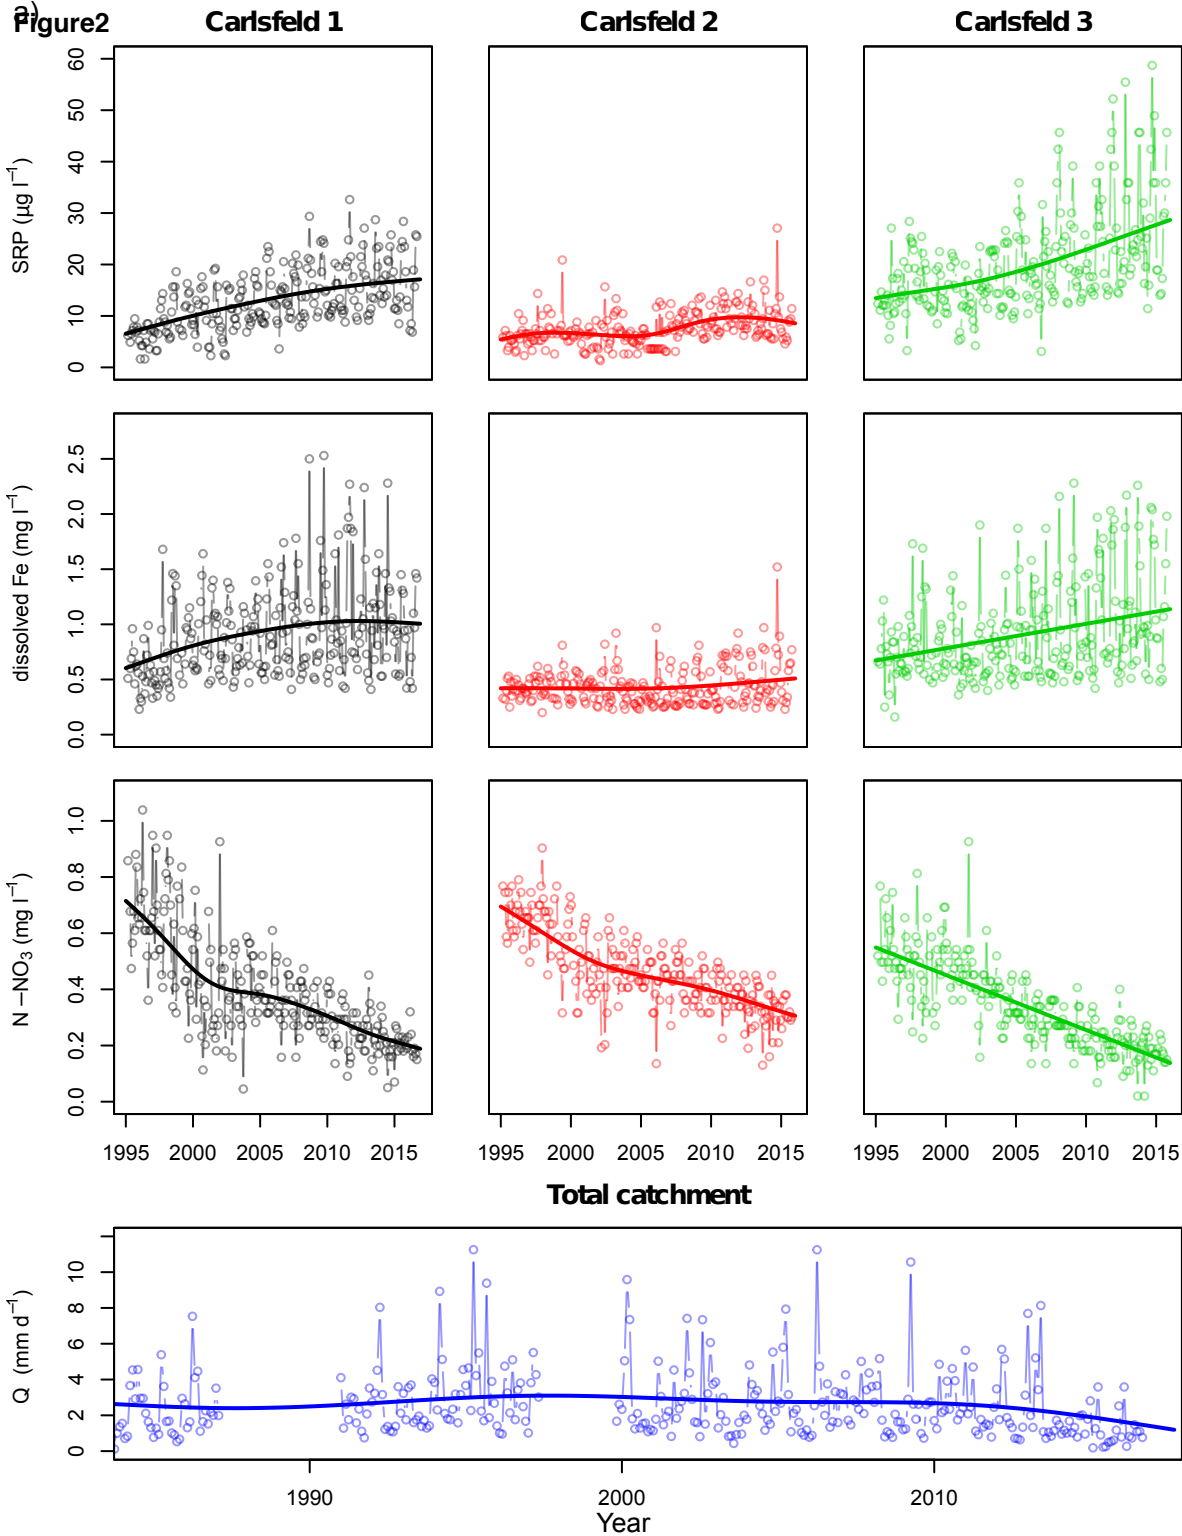 a)
Figure2
Carlsfeld 1 Carlsfeld 2 Carlsfeld 3
SRP (µg l⁻¹)
60
50
40
30
20
10
0
dissolved Fe (mg l⁻¹)
2.5
2.0
1.5
1.0
0.5
0.0
N−NO₃ (mg l⁻¹)
1.0
0.8
0.6
0.4
0.2
0.0
1995 2000 2005 2010 2015 1995 2000 2005 2010 2015 1995 2000 2005 2010 2015
Total catchment
Q (mm d⁻¹)
10
8
6
4
2
0
1990 2000 2010
Year